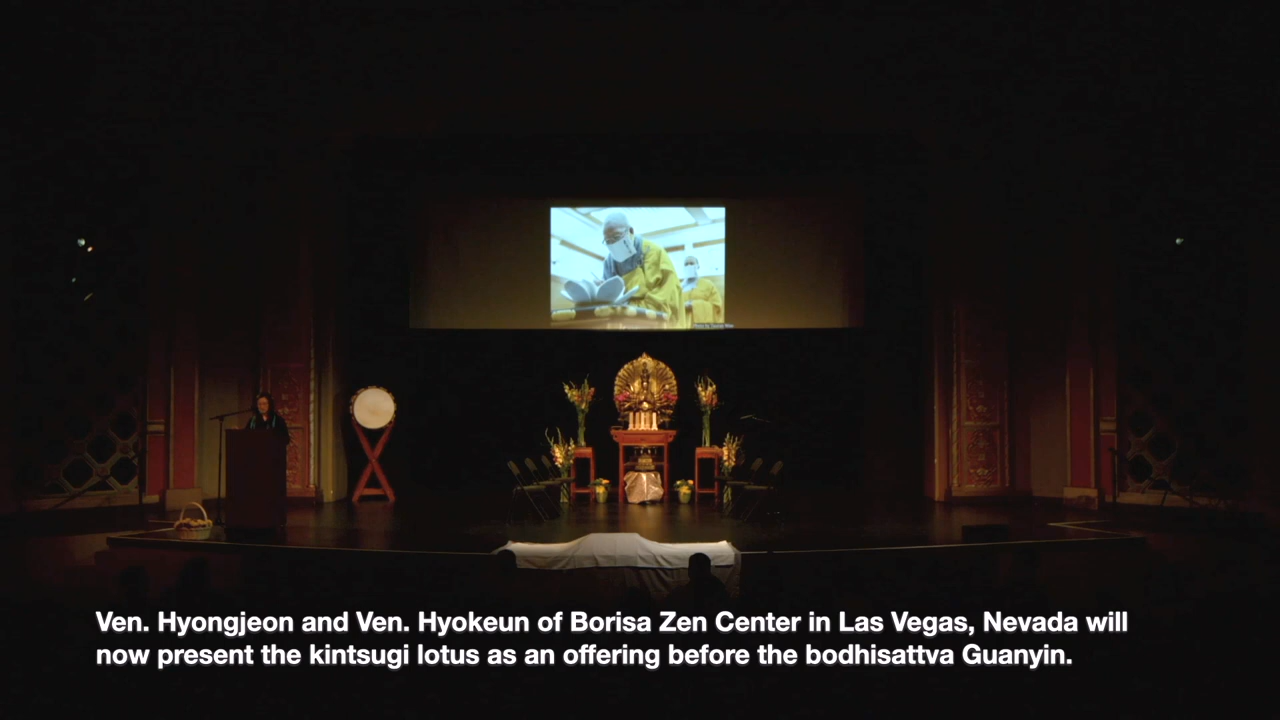 Ven. Hyongjeon and Ven. Hyokeun of Borisa Zen Center in Las Vegas, Nevada will
now present the kintsugi lotus as an offering before the bodhisattva Guanyin.